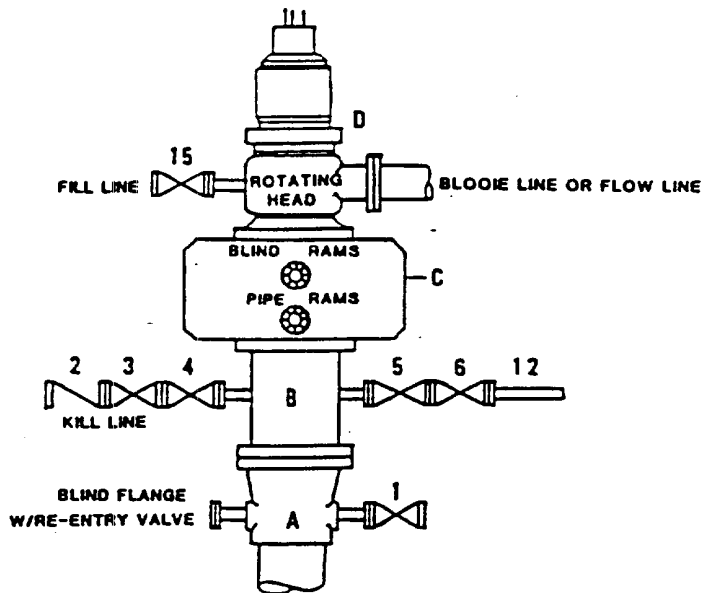 D
15
FILL LINE
ROTATING
HEAD
BLOOIE LINE OR FLOW LINE
BLIND RAMS
C
PIPE RAMS
2 3 4
5 6 12
B
KILL LINE
BLIND FLANGE
W/RE-ENTRY VALVE
1
A